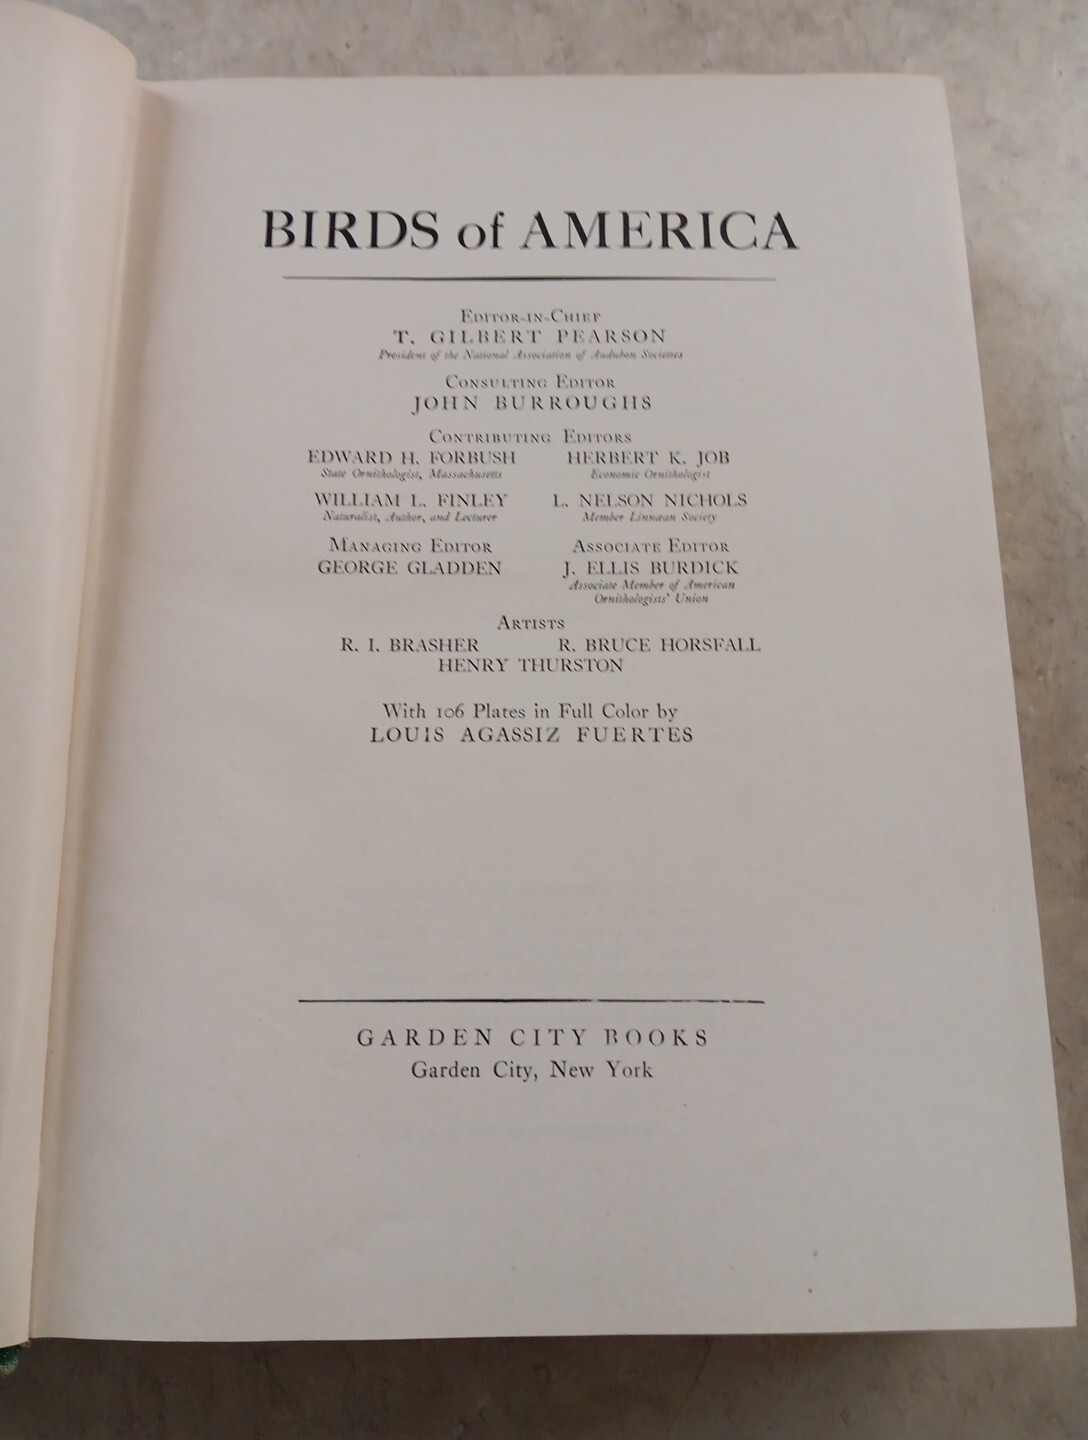 BIRDS of AMERICA
EDITOR-IN-CHIEF
T. GILBERT PEARSON
President of the National Association of Audubon Societies
CONSULTING EDITOR
JOHN BURROUGHS
CONTRIBUTING EDITORS
EDWARD H. FORBUSH HERBERT K. JOB
State Ornithologist, Massachusetts Economic Ornithologist
WILLIAM L. FINLEY L. NELSON NICHOLS
Naturalist, Author, and Lecturer Member Linnæan Society
MANAGING EDITOR ASSOCIATE EDITOR
GEORGE GLADDEN J. ELLIS BURDICK
Associate Member of American
Ornithologists' Union
ARTISTS
R. I. BRASHER R. BRUCE HORSFALL
HENRY THURSTON
With 106 Plates in Full Color by
LOUIS AGASSIZ FUERTES
GARDEN CITY BOOKS
Garden City, New York